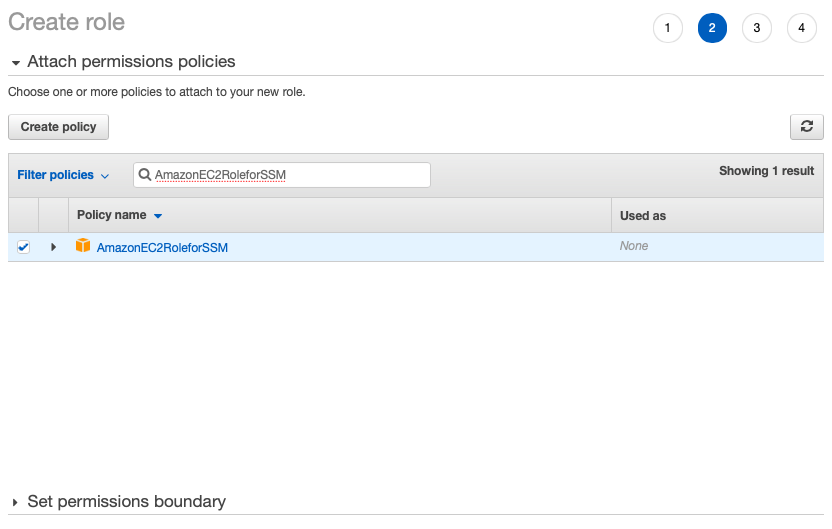 Create role
1 2 3 4
Attach permissions policies
Choose one or more policies to attach to your new role.
Create policy
Filter policies AmazonEC2RoleforSSM Showing 1 result
Policy name Used as
AmazonEC2RoleforSSM None
Set permissions boundary